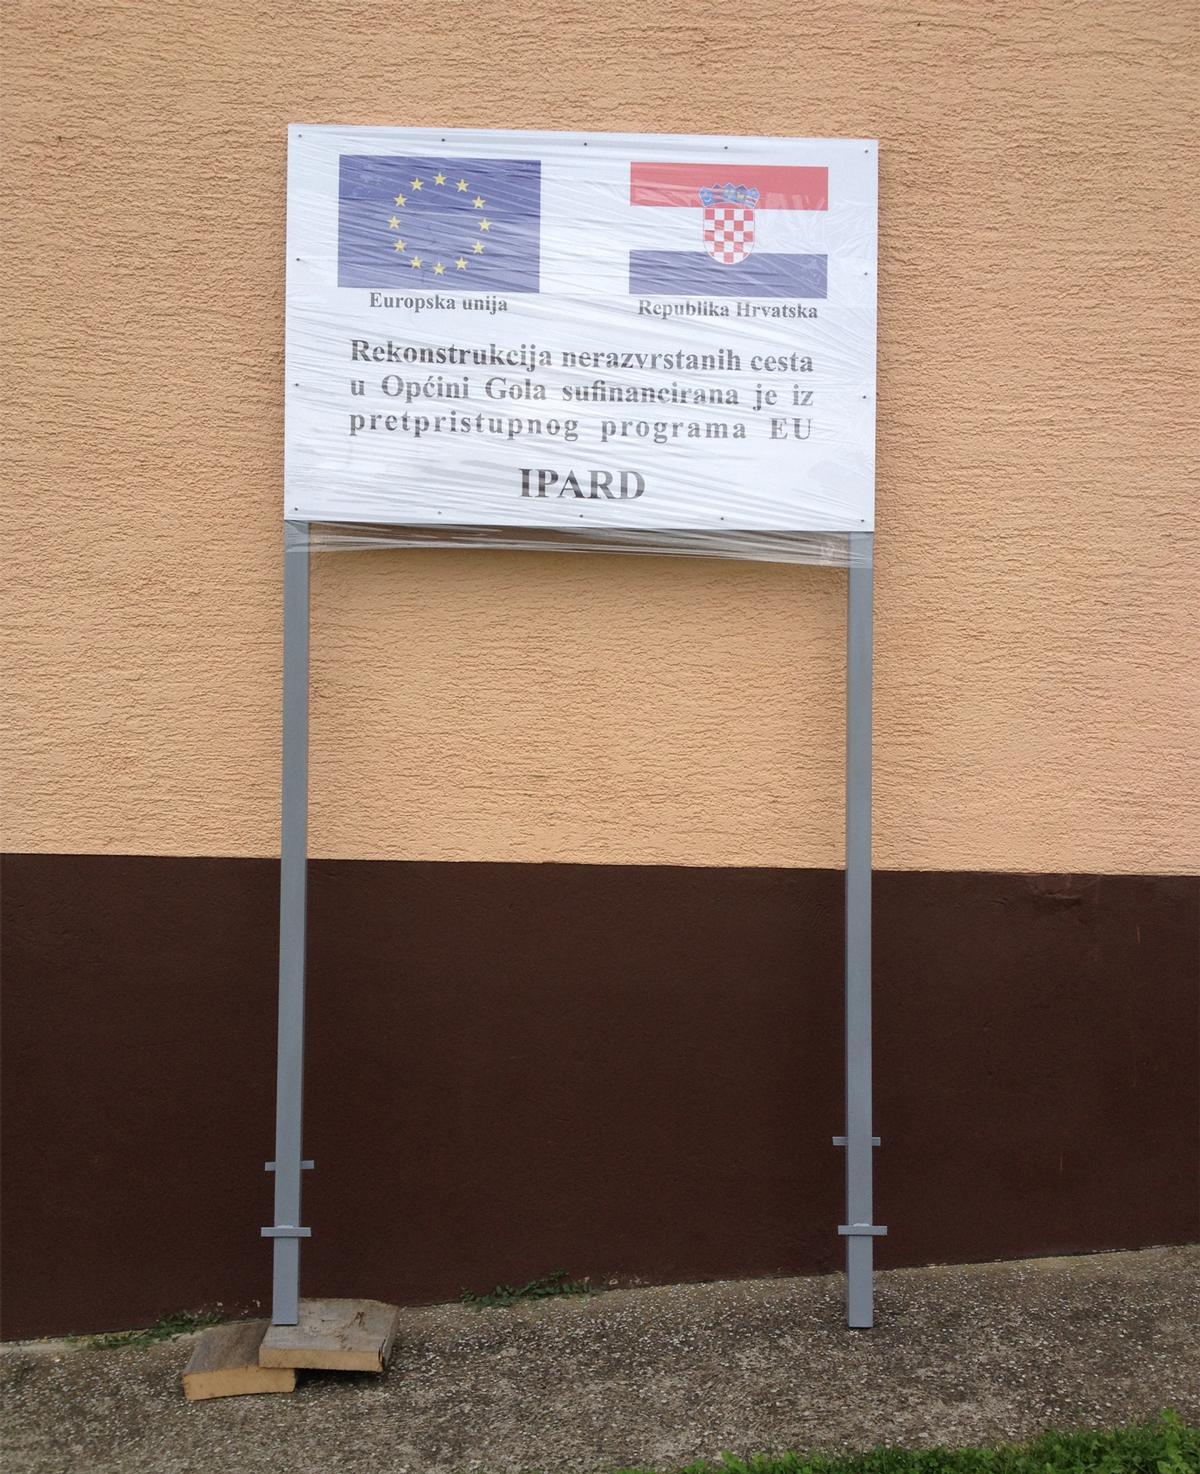 Europska unija
Republika Hrvatska
Rekonstrukcija nerazvrstanih cesta
u Općini Gola sufinancirana je iz
pretpristupnog programa EU
IPARD